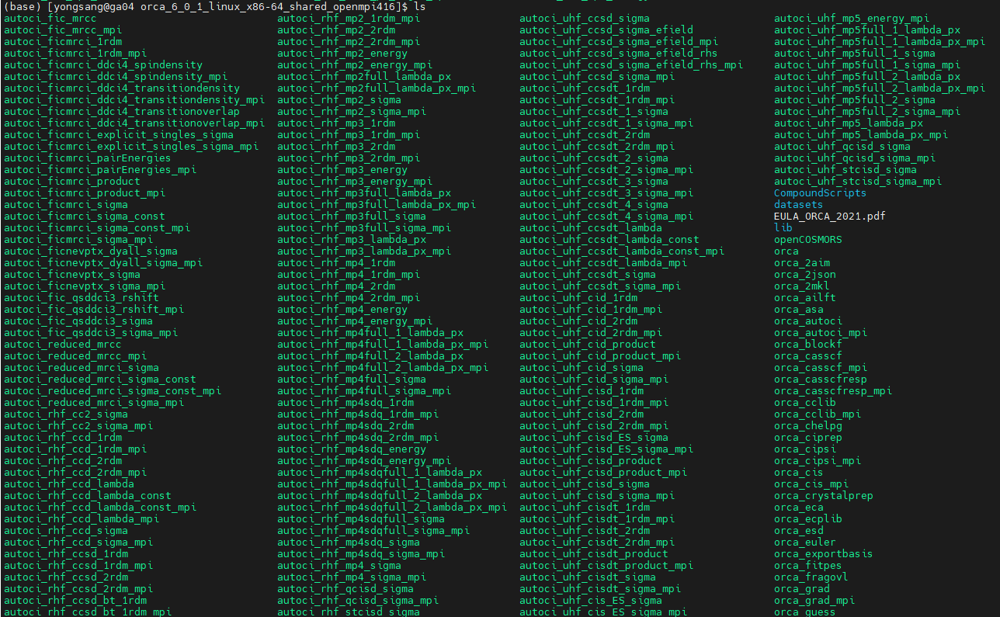 (base) [yongsang@ga04 orca_6_0_1_linux_x86-64_shared_openmpi416]$ ls
autoci_fic_mrcc autoci_rhf_mp2_1rdm_mpi autoci_uhf_ccsd_sigma autoci_uhf_mp5_energy_mpi
autoci_fic_mrcc_mpi autoci_rhf_mp2_2rdm autoci_uhf_ccsd_sigma_efield autoci_uhf_mp5full_1_lambda_px
autoci_ficmrci_1rdm autoci_rhf_mp2_2rdm_mpi autoci_uhf_ccsd_sigma_efield_mpi autoci_uhf_mp5full_1_lambda_px_mpi
autoci_ficmrci_1rdm_mpi autoci_rhf_mp2_energy autoci_uhf_ccsd_sigma_efield_rhs autoci_uhf_mp5full_1_sigma
autoci_ficmrci_ddci4_spindensity autoci_rhf_mp2_energy_mpi autoci_uhf_ccsd_sigma_efield_rhs_mpi autoci_uhf_mp5full_1_sigma_mpi
autoci_ficmrci_ddci4_spindensity_mpi autoci_rhf_mp2full_lambda_px autoci_uhf_ccsd_sigma_mpi autoci_uhf_mp5full_2_lambda_px
autoci_ficmrci_ddci4_transitiondensity autoci_rhf_mp2full_lambda_px_mpi autoci_uhf_ccsdt_1rdm autoci_uhf_mp5full_2_lambda_px_mpi
autoci_ficmrci_ddci4_transitiondensity_mpi autoci_rhf_mp2_sigma autoci_uhf_ccsdt_1rdm_mpi autoci_uhf_mp5full_2_sigma
autoci_ficmrci_ddci4_transitionoverlap autoci_rhf_mp2_sigma_mpi autoci_uhf_ccsdt_1_sigma autoci_uhf_mp5full_2_sigma_mpi
autoci_ficmrci_ddci4_transitionoverlap_mpi autoci_rhf_mp3_1rdm autoci_uhf_ccsdt_1_sigma_mpi autoci_uhf_mp5_lambda_px
autoci_ficmrci_explicit_singles_sigma autoci_rhf_mp3_1rdm_mpi autoci_uhf_ccsdt_2rdm autoci_uhf_mp5_lambda_px_mpi
autoci_ficmrci_explicit_singles_sigma_mpi autoci_rhf_mp3_2rdm autoci_uhf_ccsdt_2rdm_mpi autoci_uhf_qcisd_sigma
autoci_ficmrci_pairEnergies autoci_rhf_mp3_2rdm_mpi autoci_uhf_ccsdt_2_sigma autoci_uhf_qcisd_sigma_mpi
autoci_ficmrci_pairEnergies_mpi autoci_rhf_mp3_energy autoci_uhf_ccsdt_2_sigma_mpi autoci_uhf_stcisd_sigma
autoci_ficmrci_product autoci_rhf_mp3_energy_mpi autoci_uhf_ccsdt_3_sigma autoci_uhf_stcisd_sigma_mpi
autoci_ficmrci_product_mpi autoci_rhf_mp3full_lambda_px autoci_uhf_ccsdt_3_sigma_mpi CompoundScripts
autoci_ficmrci_sigma autoci_rhf_mp3full_lambda_px_mpi autoci_uhf_ccsdt_4_sigma datasets
autoci_ficmrci_sigma_const autoci_rhf_mp3full_sigma autoci_uhf_ccsdt_4_sigma_mpi EULA_ORCA_2021.pdf
autoci_ficmrci_sigma_const_mpi autoci_rhf_mp3full_sigma_mpi autoci_uhf_ccsdt_lambda lib
autoci_ficmrci_sigma_mpi autoci_rhf_mp3_lambda_px autoci_uhf_ccsdt_lambda_const openCOSMORS
autoci_ficnevptx_dyall_sigma autoci_rhf_mp3_lambda_px_mpi autoci_uhf_ccsdt_lambda_const_mpi orca
autoci_ficnevptx_dyall_sigma_mpi autoci_rhf_mp4_1rdm autoci_uhf_ccsdt_lambda_mpi orca_2aim
autoci_ficnevptx_sigma autoci_rhf_mp4_1rdm_mpi autoci_uhf_ccsdt_sigma orca_2json
autoci_ficnevptx_sigma_mpi autoci_rhf_mp4_2rdm autoci_uhf_ccsdt_sigma_mpi orca_2mkl
autoci_fic_qsddci3_rshift autoci_rhf_mp4_2rdm_mpi autoci_uhf_cid_1rdm orca_ailft
autoci_fic_qsddci3_rshift_mpi autoci_rhf_mp4_energy autoci_uhf_cid_1rdm_mpi orca_asa
autoci_fic_qsddci3_sigma autoci_rhf_mp4_energy_mpi autoci_uhf_cid_2rdm orca_autoci
autoci_fic_qsddci3_sigma_mpi autoci_rhf_mp4full_1_lambda_px autoci_uhf_cid_2rdm_mpi orca_autoci_mpi
autoci_reduced_mrcc autoci_rhf_mp4full_1_lambda_px_mpi autoci_uhf_cid_product orca_blockf
autoci_reduced_mrcc_mpi autoci_rhf_mp4full_2_lambda_px autoci_uhf_cid_product_mpi orca_casscf
autoci_reduced_mrci_sigma autoci_rhf_mp4full_2_lambda_px_mpi autoci_uhf_cid_sigma orca_casscf_mpi
autoci_reduced_mrci_sigma_const autoci_rhf_mp4full_sigma autoci_uhf_cid_sigma_mpi orca_casscfresp
autoci_reduced_mrci_sigma_const_mpi autoci_rhf_mp4full_sigma_mpi autoci_uhf_cisd_1rdm orca_casscfresp_mpi
autoci_reduced_mrci_sigma_mpi autoci_rhf_mp4sdq_1rdm autoci_uhf_cisd_1rdm_mpi orca_cclib
autoci_rhf_cc2_sigma autoci_rhf_mp4sdq_1rdm_mpi autoci_uhf_cisd_2rdm orca_cclib_mpi
autoci_rhf_cc2_sigma_mpi autoci_rhf_mp4sdq_2rdm autoci_uhf_cisd_2rdm_mpi orca_chelpg
autoci_rhf_ccd_1rdm autoci_rhf_mp4sdq_2rdm_mpi autoci_uhf_cisd_ES_sigma orca_ciprep
autoci_rhf_ccd_1rdm_mpi autoci_rhf_mp4sdq_energy autoci_uhf_cisd_ES_sigma_mpi orca_cipsi
autoci_rhf_ccd_2rdm autoci_rhf_mp4sdq_energy_mpi autoci_uhf_cisd_product orca_cipsi_mpi
autoci_rhf_ccd_2rdm_mpi autoci_rhf_mp4sdqfull_1_lambda_px autoci_uhf_cisd_product_mpi orca_cis
autoci_rhf_ccd_lambda autoci_rhf_mp4sdqfull_1_lambda_px_mpi autoci_uhf_cisd_sigma orca_cis_mpi
autoci_rhf_ccd_lambda_const autoci_rhf_mp4sdqfull_2_lambda_px autoci_uhf_cisd_sigma_mpi orca_crystalprep
autoci_rhf_ccd_lambda_const_mpi autoci_rhf_mp4sdqfull_2_lambda_px_mpi autoci_uhf_cisdt_1rdm orca_eca
autoci_rhf_ccd_lambda_mpi autoci_rhf_mp4sdqfull_sigma autoci_uhf_cisdt_1rdm_mpi orca_ecplib
autoci_rhf_ccd_sigma autoci_rhf_mp4sdqfull_sigma_mpi autoci_uhf_cisdt_2rdm orca_esd
autoci_rhf_ccd_sigma_mpi autoci_rhf_mp4sdq_sigma autoci_uhf_cisdt_2rdm_mpi orca_euler
autoci_rhf_ccsd_1rdm autoci_rhf_mp4sdq_sigma_mpi autoci_uhf_cisdt_product orca_exportbasis
autoci_rhf_ccsd_1rdm_mpi autoci_rhf_mp4_sigma autoci_uhf_cisdt_product_mpi orca_fitpes
autoci_rhf_ccsd_2rdm autoci_rhf_mp4_sigma_mpi autoci_uhf_cisdt_sigma orca_fragovl
autoci_rhf_ccsd_2rdm_mpi autoci_rhf_qcisd_sigma autoci_uhf_cisdt_sigma_mpi orca_grad
autoci_rhf_ccsd_bt_1rdm autoci_rhf_qcisd_sigma_mpi autoci_uhf_cis_ES_sigma orca_grad_mpi
autoci_rhf_ccsd_bt_1rdm_mpi autoci_rhf_stcisd_sigma autoci_uhf_cis_ES_sigma_mpi orca_guess